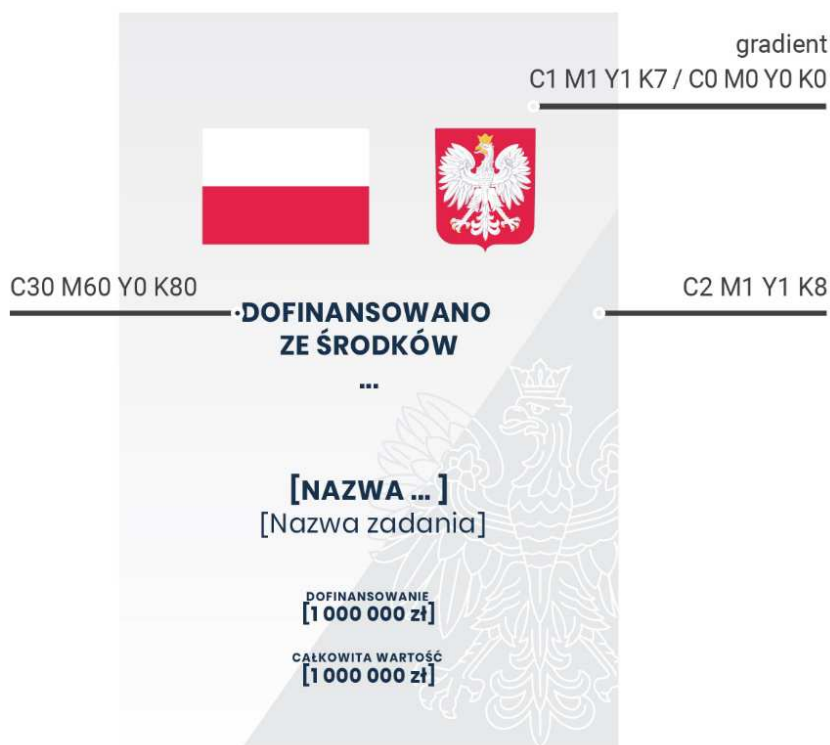 gradient
C1 M1 Y1 K7 / C0 M0 Y0 K0
C30 M60 Y0 K80
C2 M1 Y1 K8
DOFINANSOWANO
ZE ŚRODKÓW
...
[NAZWA ... ]
[Nazwa zadania]
DOFINANSOWANIE
[1 000 000 zł]
CAŁKOWITA WARTOŚĆ
[1 000 000 zł]